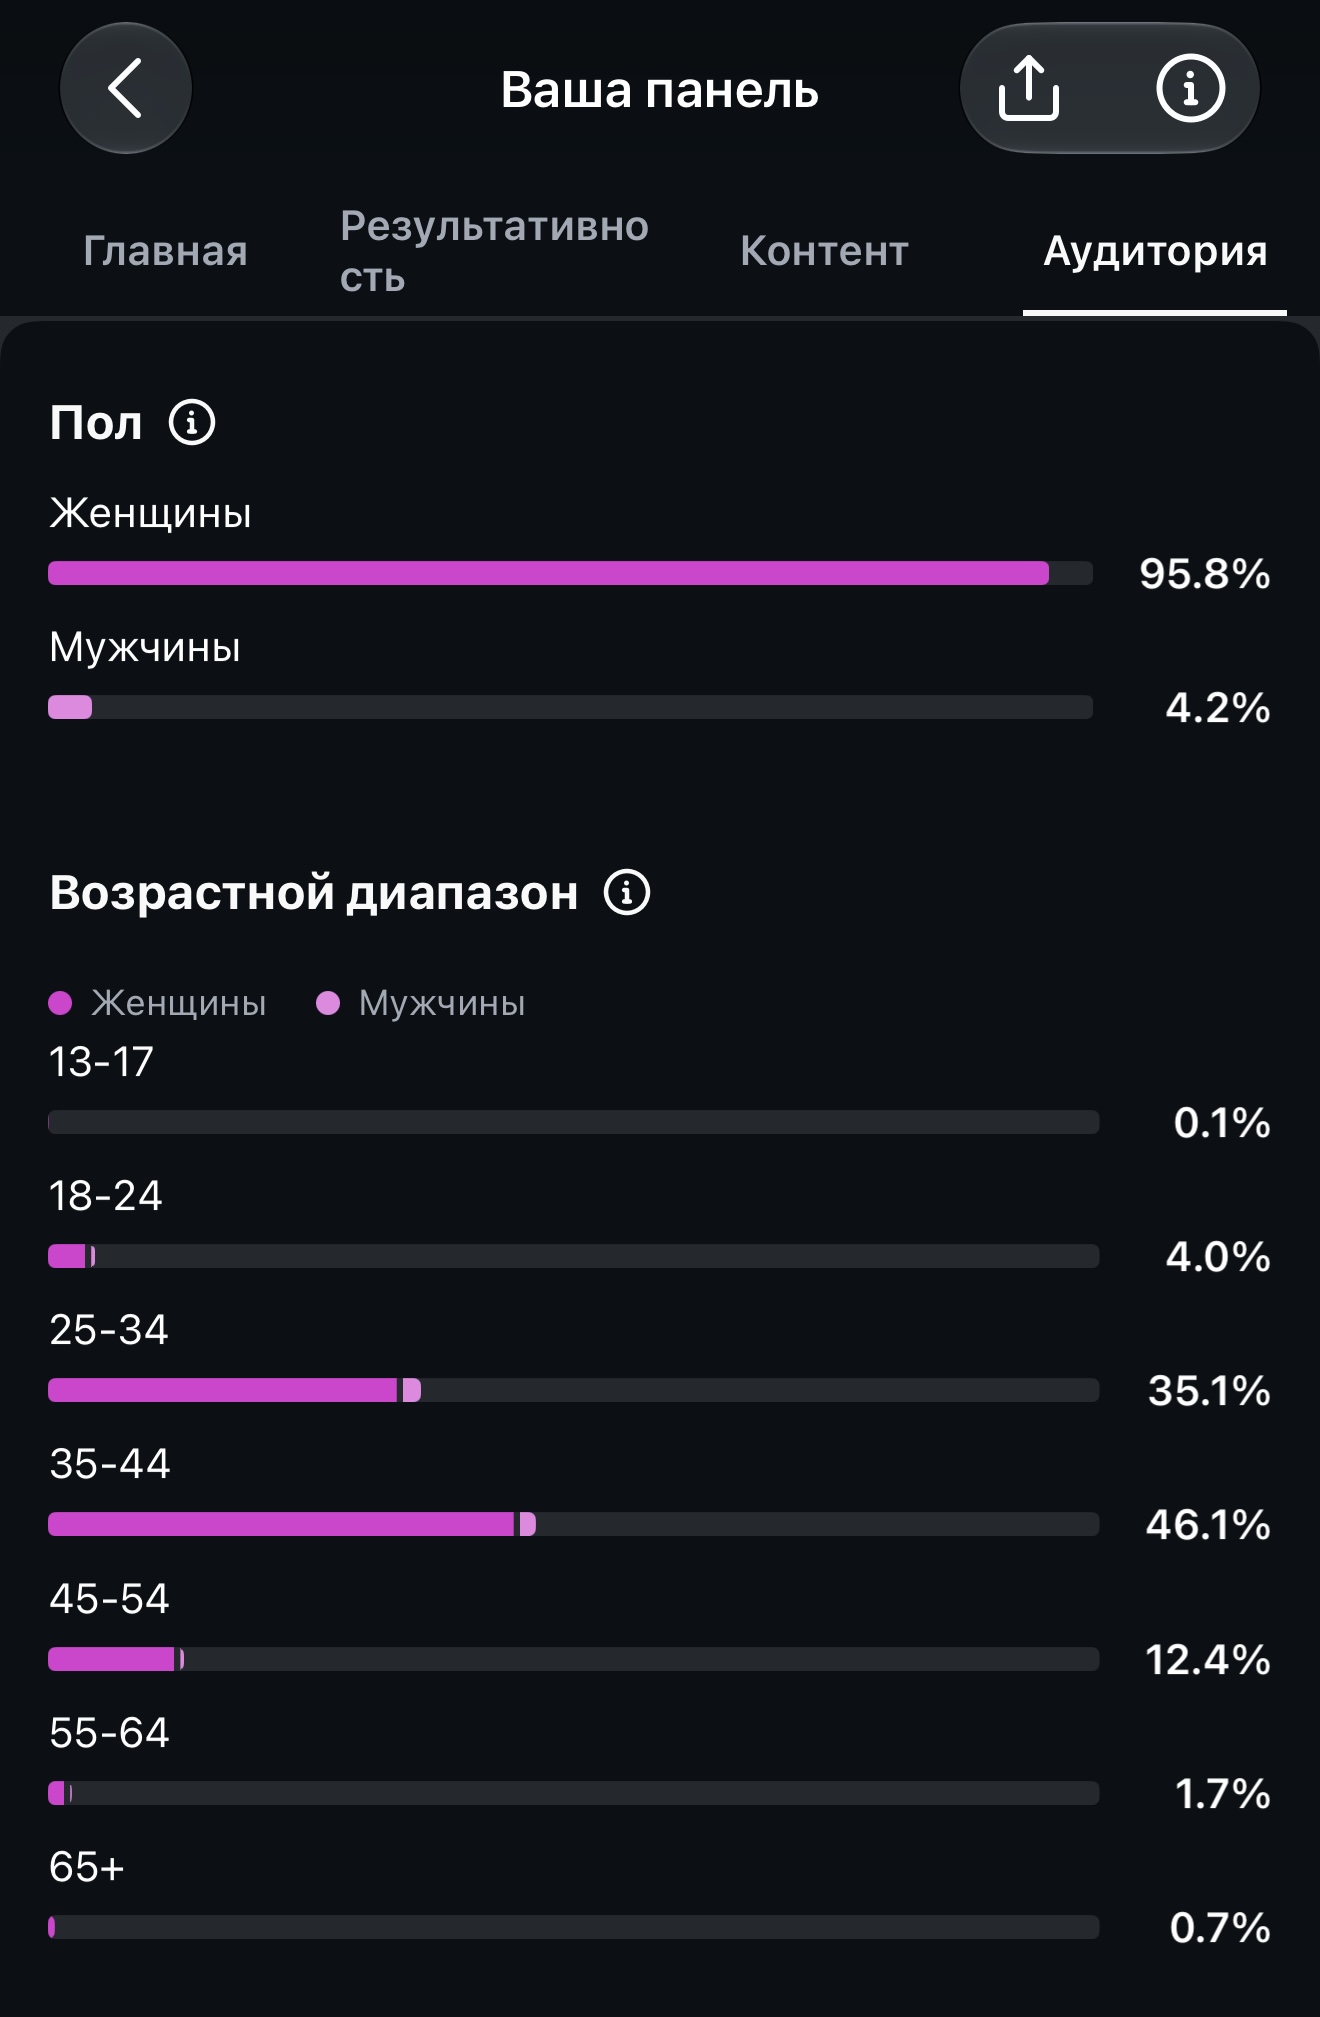 Ваша панель
Главная
Результативно
сть
Контент
Аудитория
Пол
Женщины
95.8%
Мужчины
4.2%
Возрастной диапазон
Женщины
Мужчины
13-17
0.1%
18-24
4.0%
25-34
35.1%
35-44
46.1%
45-54
12.4%
55-64
1.7%
65+
0.7%